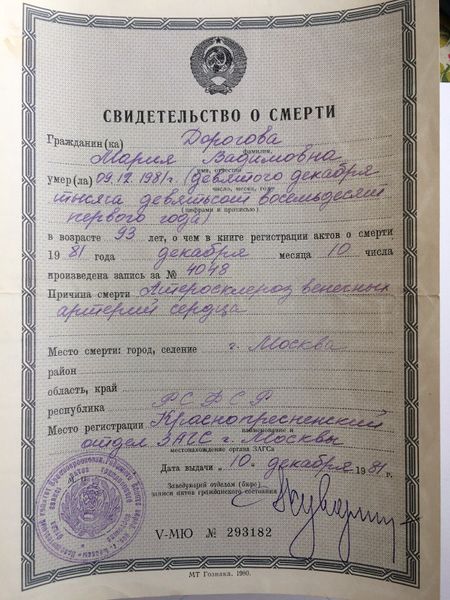 СВИДЕТЕЛЬСТВО О СМЕРТИ
Гражданин(ка) Дорогова
фамилия,
Мария Вадимовна
имя, отчество
умер(ла) 09.12.1981г. (девятого декабря
число, месяц, год
тысяча девятьсот восемьдесят
(цифрами и прописью)
первого года)
в возрасте 93 лет, о чем в книге регистрации актов о смерти
1981 года декабря месяца 10 числа
произведена запись за № 4048
Причина смерти Атеросклероз венечных
артерий сердца
Место смерти: город, селение г. Москва
район
область, край
республика РСФСР
Место регистрации Краснопресненский
наименование и
отдел ЗАГС г. Москвы
местонахождение органа ЗАГСа
Дата выдачи „10" декабря 1981 г.
Заведующий отделом (бюро)
записи актов гражданского состояния
V-МЮ № 293182
МТ Гознака. 1980.